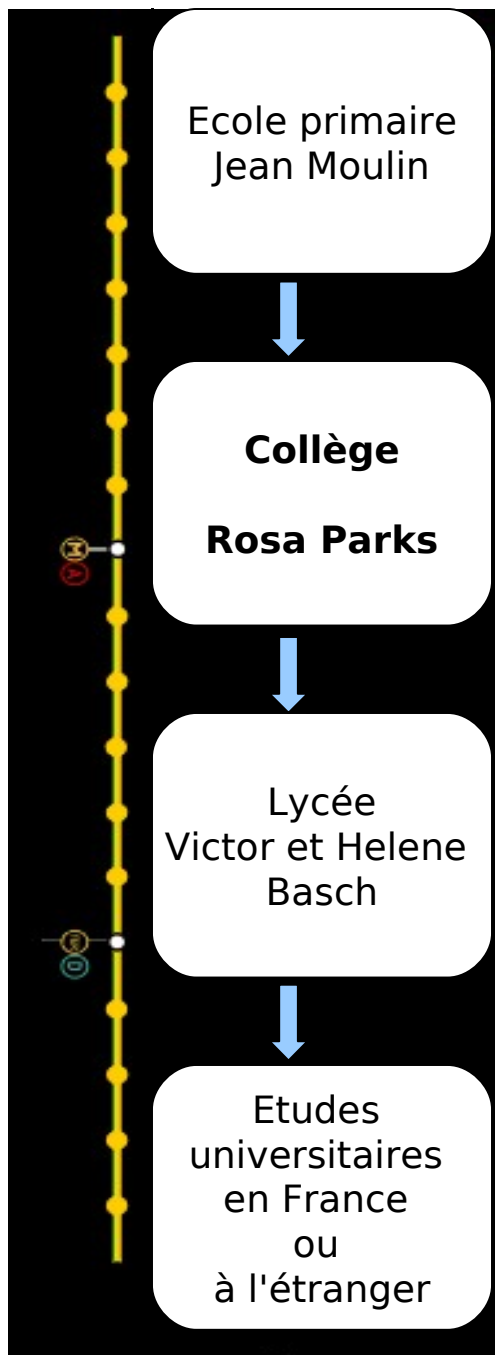 Ecole primaire
Jean Moulin
Collège
Rosa Parks
M
A
Lycée
Victor et Helene
Basch
D
Etudes
universitaires
en France
ou
à l'étranger